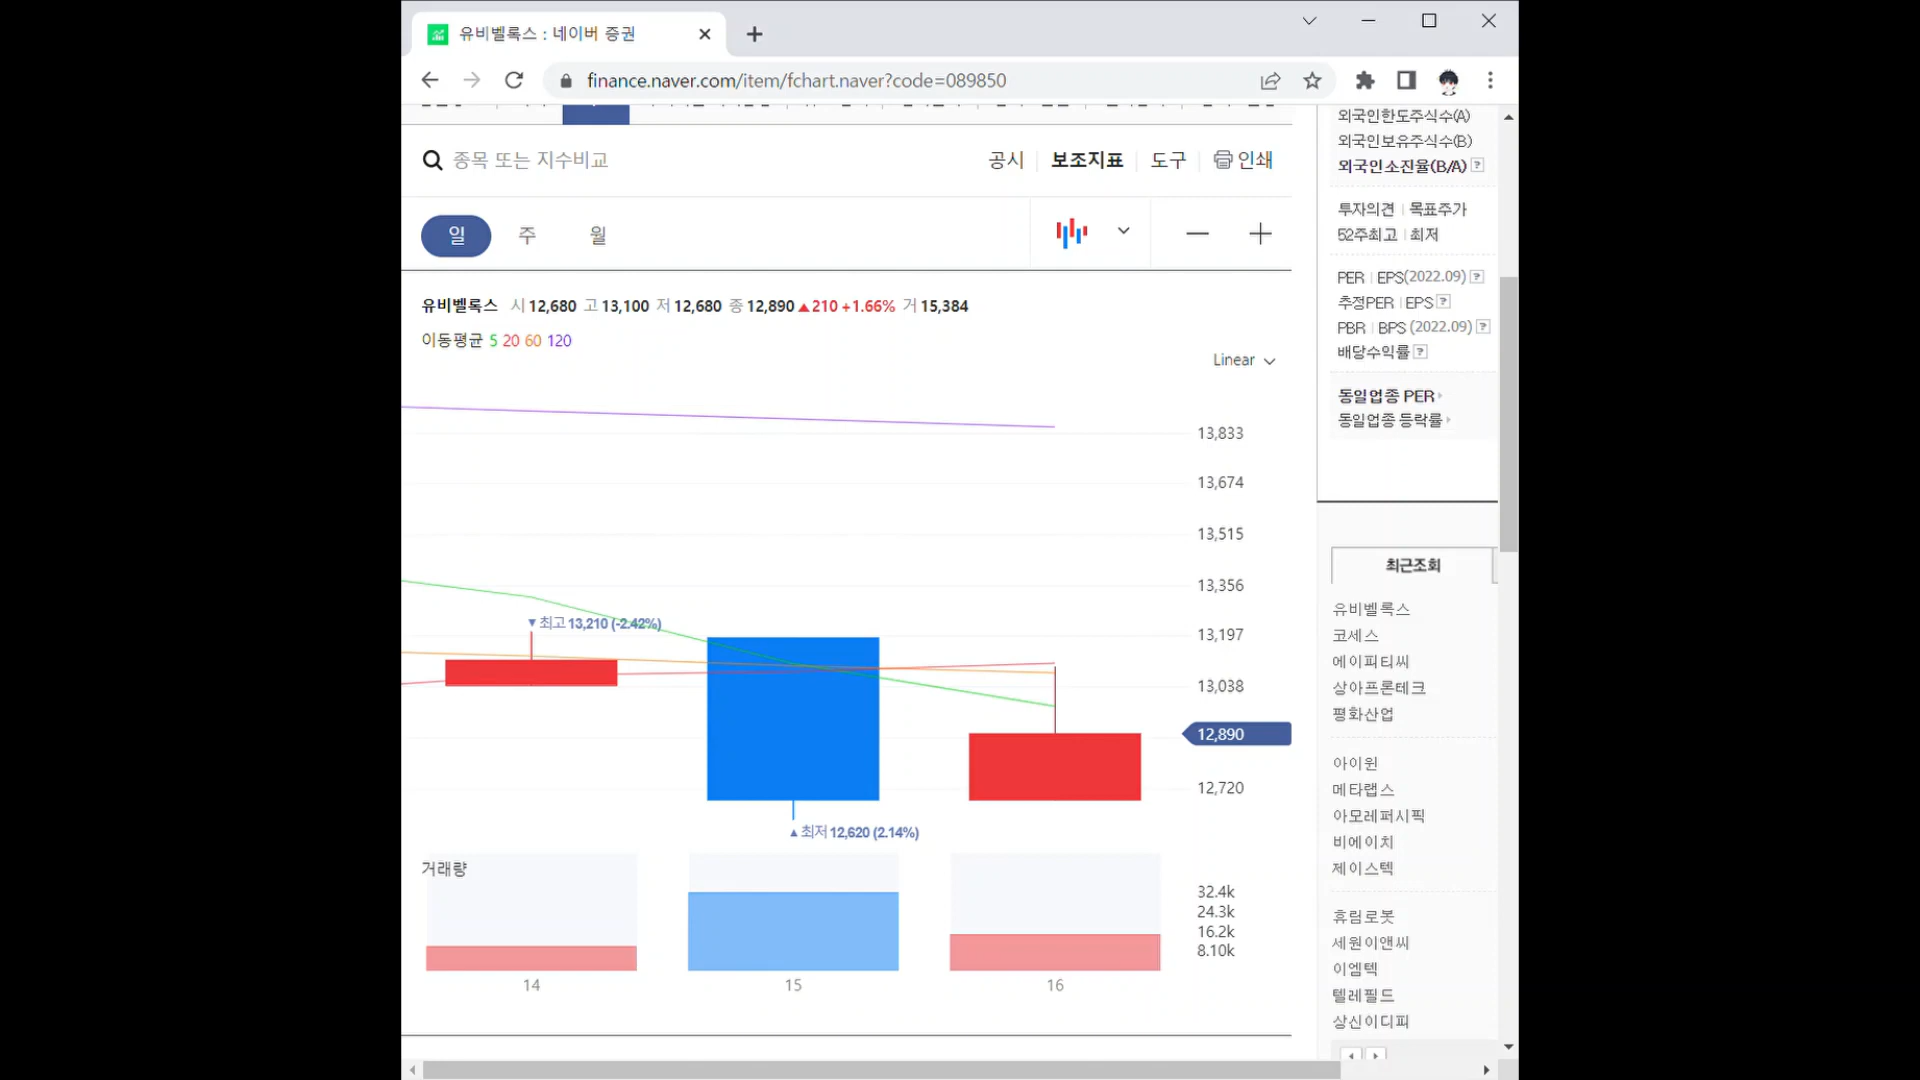 유비벨록스 : 네이버 증권
finance.naver.com/item/fchart.naver?code=089850
종목 또는 지수비교
공시 보조지표 도구 인쇄
일 주 월
유비벨록스 시 12,680 고 13,100 저 12,680 종 12,890 ▲210 +1.66% 거 15,384
이동평균 5 20 60 120
Linear
13,833
13,674
13,515
13,356
13,197
13,038
12,890
12,720
▼최고 13,210 (-2.42%)
▲최저 12,620 (2.14%)
거래량
32.4k
24.3k
16.2k
8.10k
14 15 16
외국인한도주식수(A)
외국인보유주식수(B)
외국인소진율(B/A) ?
투자의견 | 목표주가
52주최고 | 최저
PER | EPS(2022.09) ?
추정PER | EPS ?
PBR | BPS (2022.09) ?
배당수익률 ?
동일업종 PER
동일업종 등락률
최근조회
유비벨록스
코세스
에이피티씨
상아프론테크
평화산업
아이윈
메타랩스
아모레퍼시픽
비에이치
제이스텍
휴림로봇
세원이앤씨
이엠텍
텔레필드
상신이디피